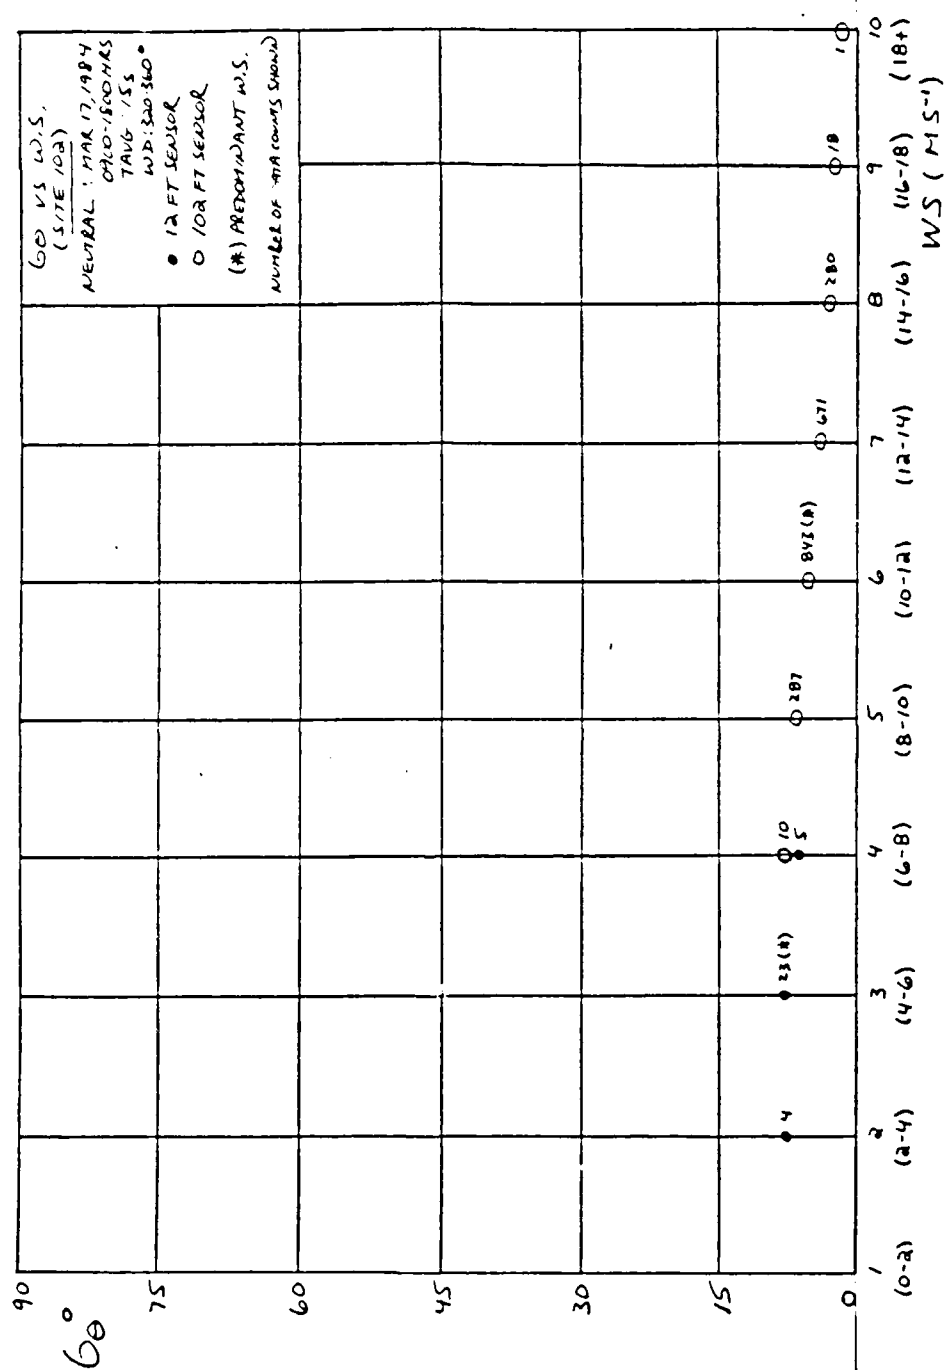 σθ VS W.S.
(SITE 102)
NEUTRAL : MAR 17, 1984
TAVG 15s
WD: 320-360°
● 12 FT SENSOR
○ 102 FT SENSOR
(*) PREDOMINANT W.S.
NUMBER OF DATA COUNTS SHOWN
σθ°
90
75
60
45
30
15
0
4
23(*)
10
5
287
843(*)
671
280
18
1
1 2 3 4 5 6 7 8 9 10
(0-2) (2-4) (4-6) (6-8) (8-10) (10-12) (12-14) (14-16) (16-18) (18+)
WS (MS⁻¹)